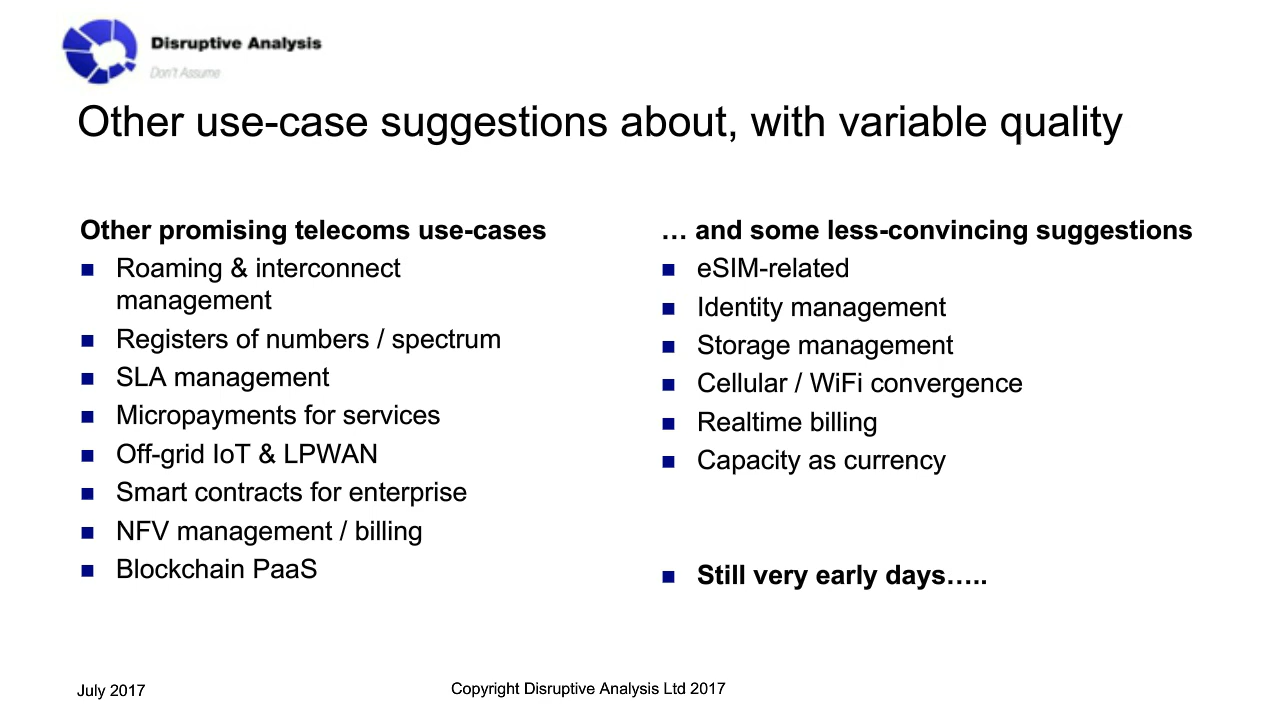 Disruptive Analysis
Don't Assume
Other use-case suggestions about, with variable quality
Other promising telecoms use-cases
Roaming & interconnect
management
Registers of numbers / spectrum
SLA management
Micropayments for services
Off-grid IoT & LPWAN
Smart contracts for enterprise
NFV management / billing
Blockchain PaaS
… and some less-convincing suggestions
eSIM-related
Identity management
Storage management
Cellular / WiFi convergence
Realtime billing
Capacity as currency
Still very early days…..
July 2017
Copyright Disruptive Analysis Ltd 2017